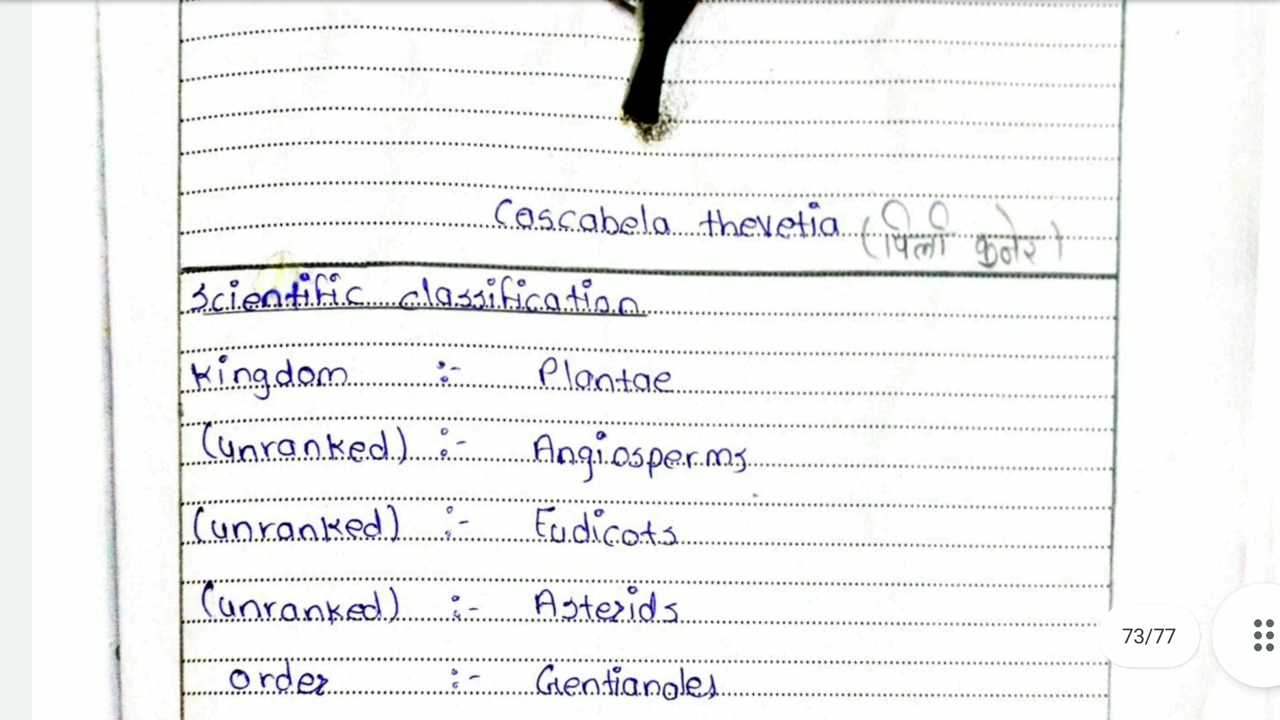 Cascabela thevetia (पिली कनेर)
Scientific classification
Kingdom :- Plantae
(unranked) :- Angiosperms
(unranked) :- Eudicots
(unranked) :- Asterids
order :- Gentianales
73/77